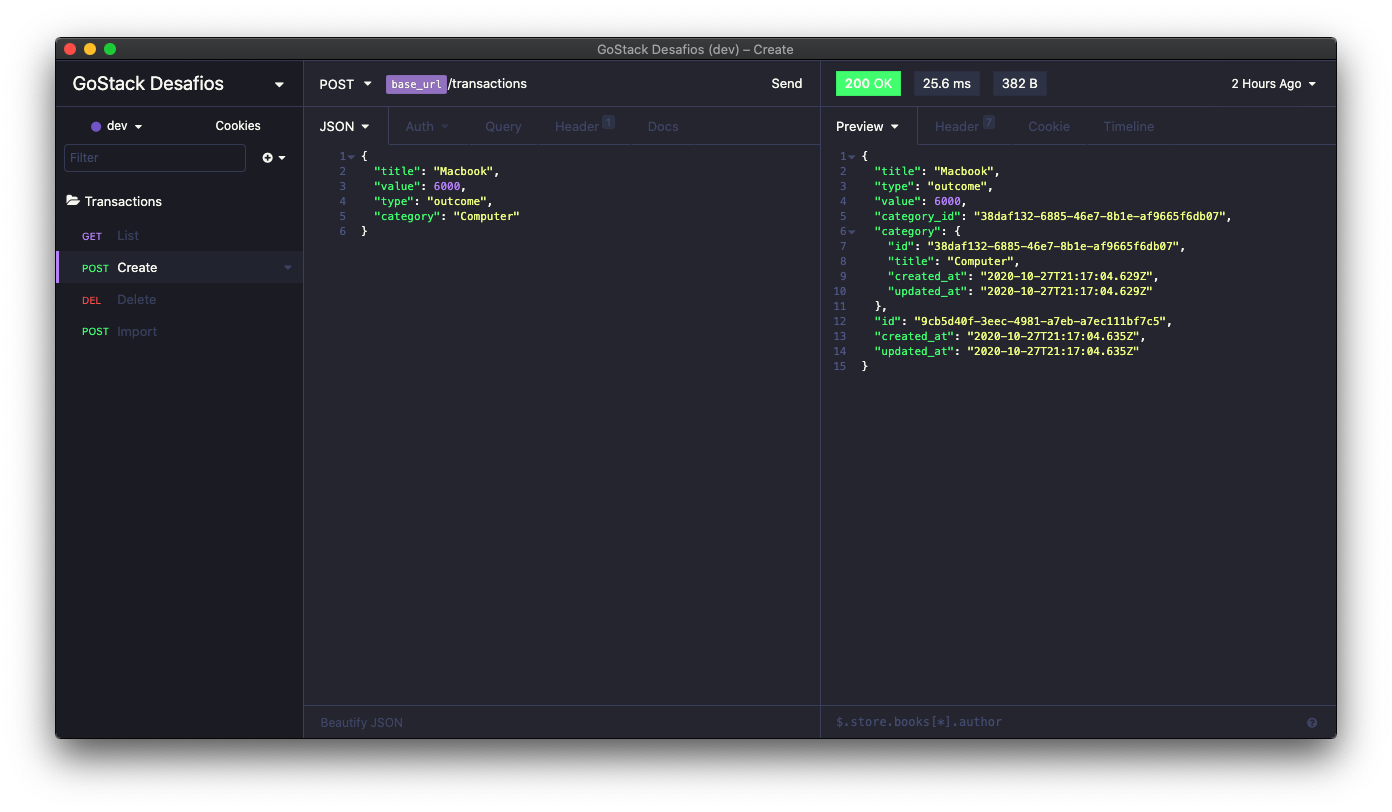 GoStack Desafios (dev) – Create
GoStack Desafios
dev
Cookies
Filter
Transactions
GET List
POST Create
DEL Delete
POST Import
POST base_url/transactions Send
JSON Auth Query Header 1 Docs
1 {
2 "title": "Macbook",
3 "value": 6000,
4 "type": "outcome",
5 "category": "Computer"
6 }
Beautify JSON
200 OK 25.6 ms 382 B 2 Hours Ago
Preview Header 7 Cookie Timeline
1 {
2 "title": "Macbook",
3 "type": "outcome",
4 "value": 6000,
5 "category_id": "38daf132-6885-46e7-8b1e-af9665f6db07",
6 "category": {
7 "id": "38daf132-6885-46e7-8b1e-af9665f6db07",
8 "title": "Computer",
9 "created_at": "2020-10-27T21:17:04.629Z",
10 "updated_at": "2020-10-27T21:17:04.629Z"
11 },
12 "id": "9cb5d40f-3eec-4981-a7eb-a7ec111bf7c5",
13 "created_at": "2020-10-27T21:17:04.635Z",
14 "updated_at": "2020-10-27T21:17:04.635Z"
15 }
$.store.books[*].author
?